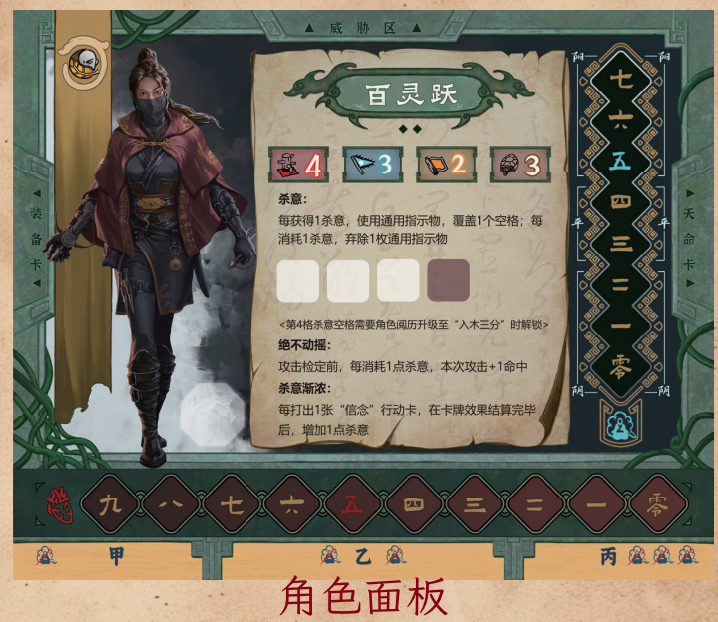 ▲ 威胁区 ▲
百灵跃
4 3 2 3
杀意:
每获得1杀意,使用通用指示物,覆盖1个空格;每
消耗1杀意,弃除1枚通用指示物
<第4格杀意空格需要角色阅历升级至“入木三分”时解锁>
绝不动摇:
攻击检定前,每消耗1点杀意,本次攻击+1命中
杀意渐浓:
每打出1张“信念”行动卡,在卡牌效果结算完毕
后,增加1点杀意
装备卡
阳 阳
七
六
五
四
平 平
三
二
一
零
阴 阴
2
天命卡
九 八 七 六 五 四 三 二 一 零
甲 乙 丙
角色面板